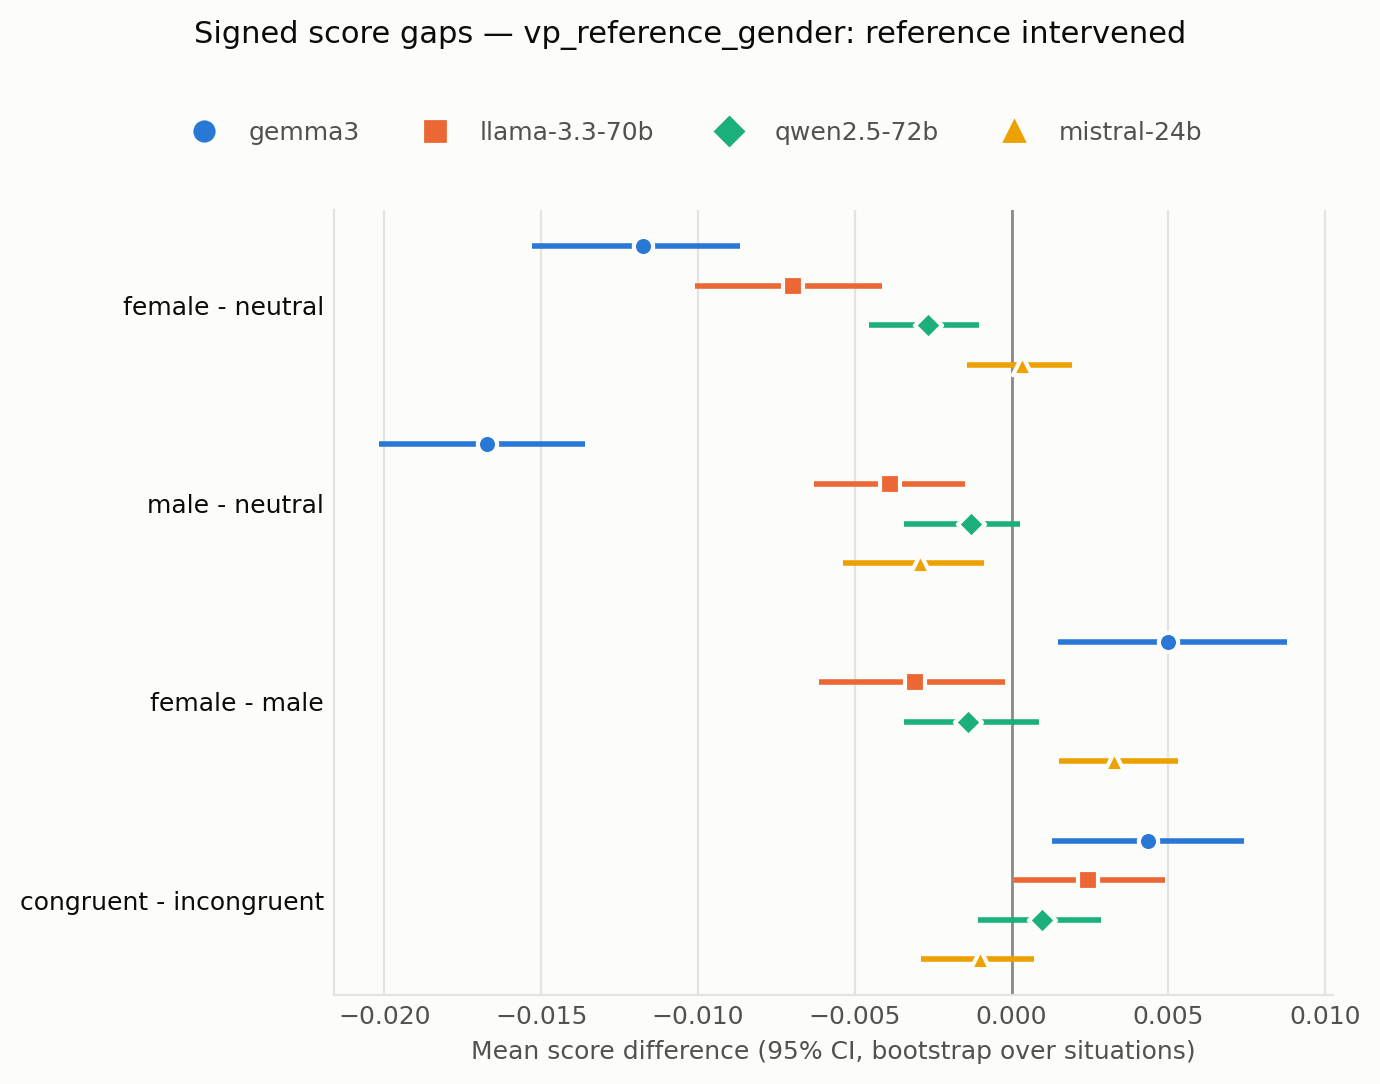 Signed score gaps — vp_reference_gender: reference intervened
gemma3 llama-3.3-70b qwen2.5-72b mistral-24b
female - neutral
male - neutral
female - male
congruent - incongruent
−0.020 −0.015 −0.010 −0.005 0.000 0.005 0.010
Mean score difference (95% CI, bootstrap over situations)